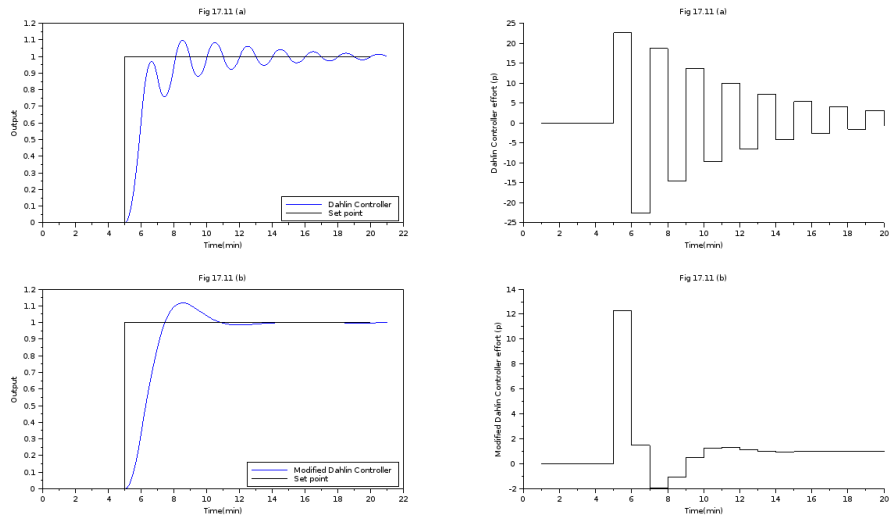 Fig 17.11 (a)
1.2
1.1
1
0.9
0.8
0.7
0.6
0.5
0.4
0.3
0.2
0.1
0
Output
Dahlin Controller
Set point
0 2 4 6 8 10 12 14 16 18 20 22
Time(min)
Fig 17.11 (a)
25
20
15
10
5
0
-5
-10
-15
-20
-25
Dahlin Controller effort (p)
0 2 4 6 8 10 12 14 16 18 20
Time(min)
Fig 17.11 (b)
1.2
1.1
1
0.9
0.8
0.7
0.6
0.5
0.4
0.3
0.2
0.1
0
Output
Modified Dahlin Controller
Set point
0 2 4 6 8 10 12 14 16 18 20 22
Time(min)
Fig 17.11 (b)
14
12
10
8
6
4
2
0
-2
Modified Dahlin Controller effort (p)
0 2 4 6 8 10 12 14 16 18 20
Time(min)